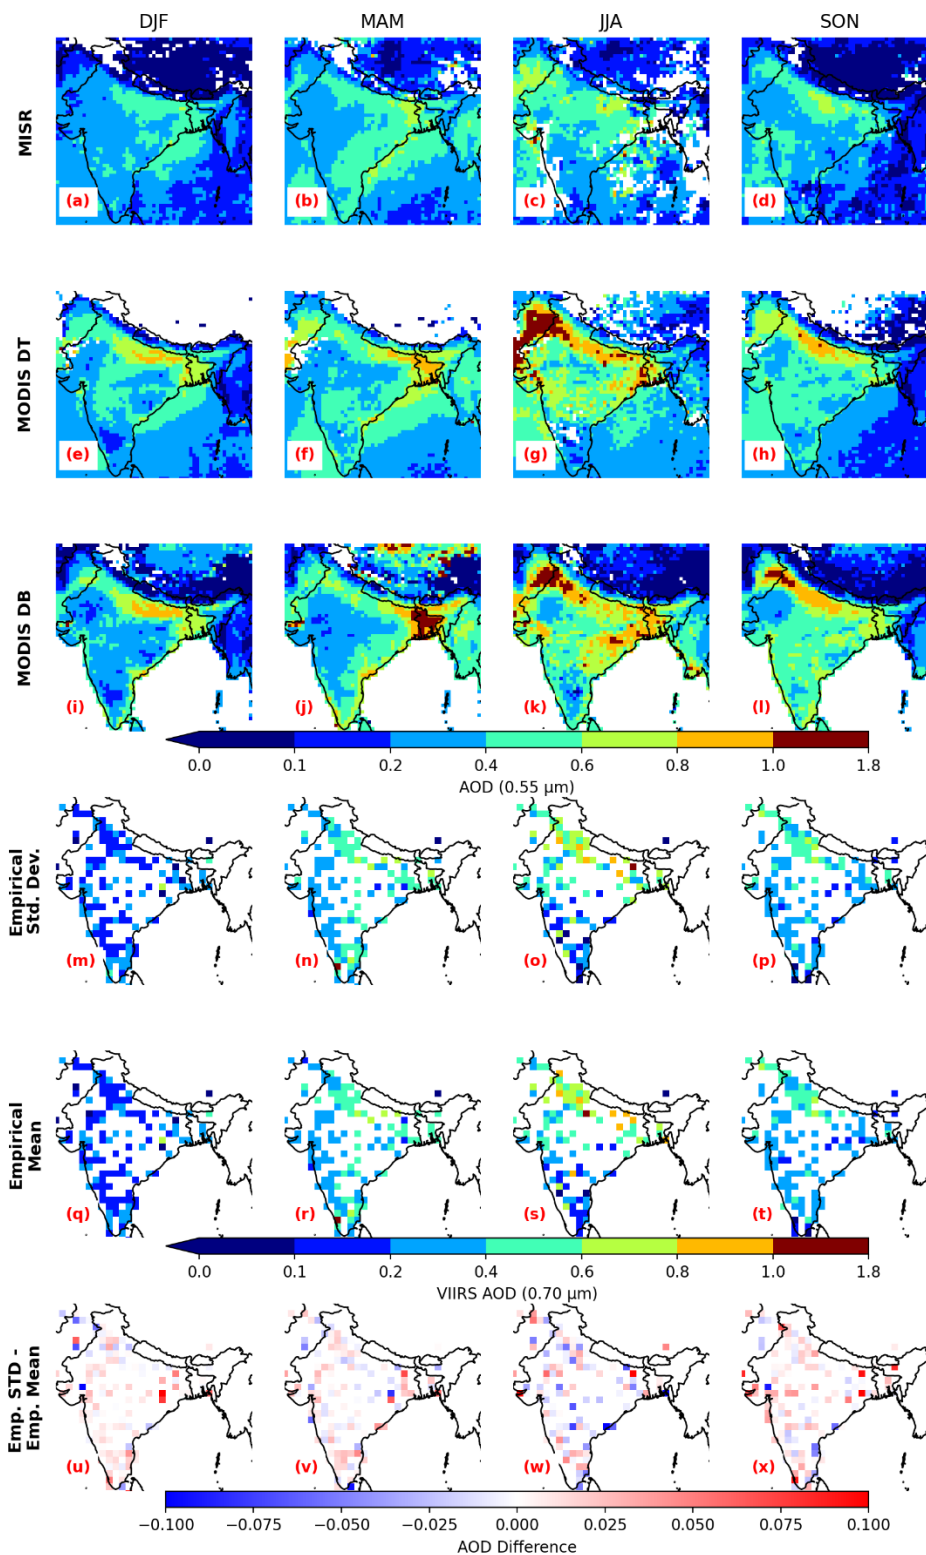 DJF MAM JJA SON
MISR
(a) (b) (c) (d)
MODIS DT
(e) (f) (g) (h)
MODIS DB
(i) (j) (k) (l)
0.0 0.1 0.2 0.4 0.6 0.8 1.0 1.8
AOD (0.55 μm)
Empirical
Std. Dev.
(m) (n) (o) (p)
Empirical
Mean
(q) (r) (s) (t)
0.0 0.1 0.2 0.4 0.6 0.8 1.0 1.8
VIIRS AOD (0.70 μm)
Emp. STD -
Emp. Mean
(u) (v) (w) (x)
−0.100 −0.075 −0.050 −0.025 0.000 0.025 0.050 0.075 0.100
AOD Difference